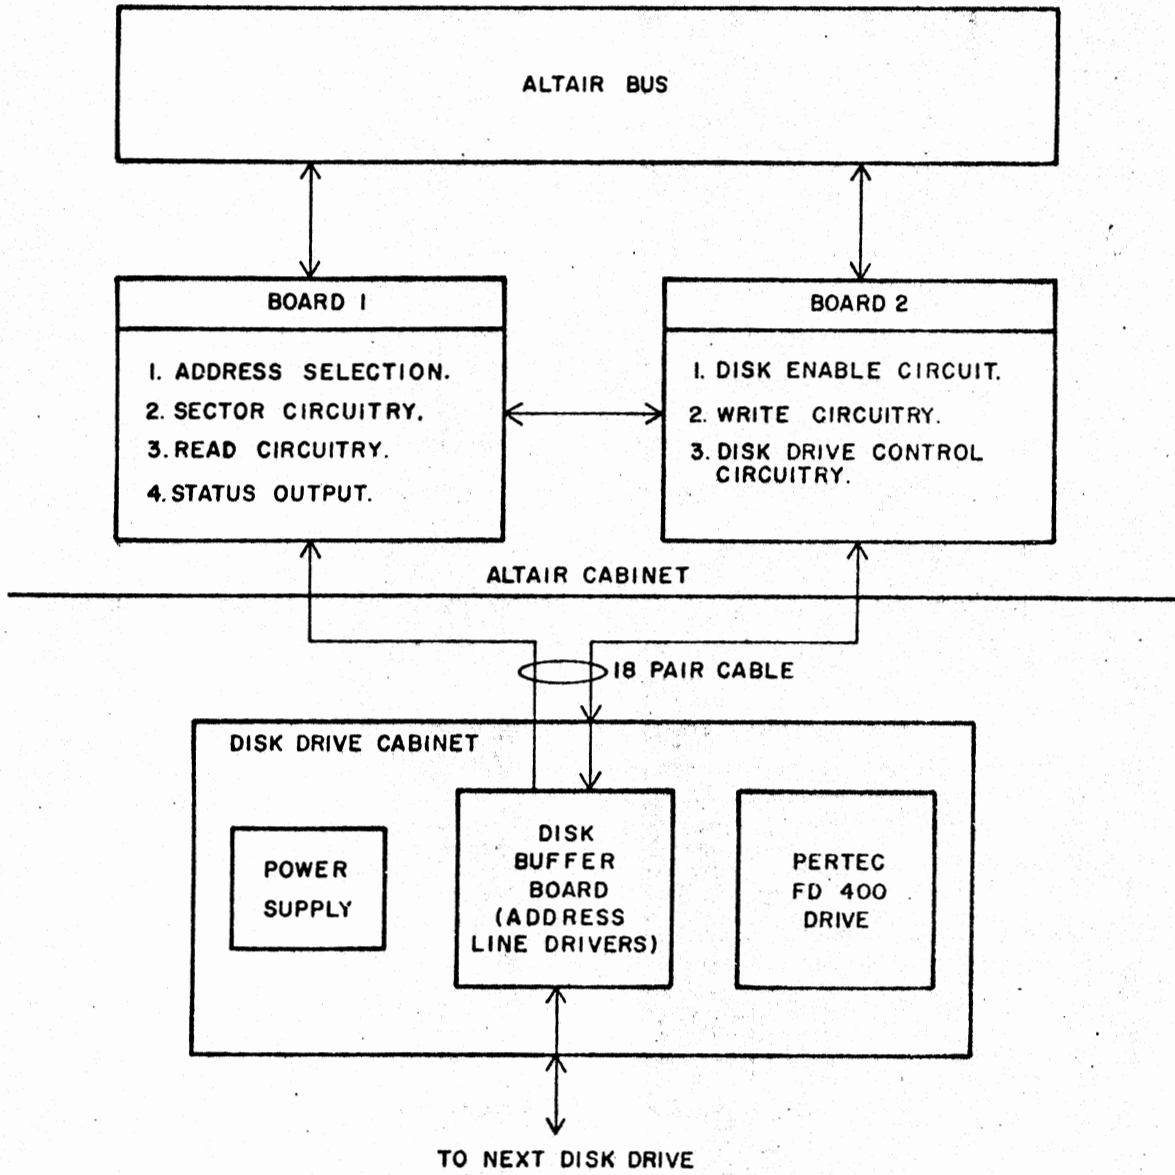 ALTAIR BUS
BOARD 1
1. ADDRESS SELECTION.
2. SECTOR CIRCUITRY.
3. READ CIRCUITRY.
4. STATUS OUTPUT.
BOARD 2
1. DISK ENABLE CIRCUIT.
2. WRITE CIRCUITRY.
3. DISK DRIVE CONTROL
CIRCUITRY.
ALTAIR CABINET
18 PAIR CABLE
DISK DRIVE CABINET
POWER
SUPPLY
DISK
BUFFER
BOARD
(ADDRESS
LINE DRIVERS)
PERTEC
FD 400
DRIVE
TO NEXT DISK DRIVE